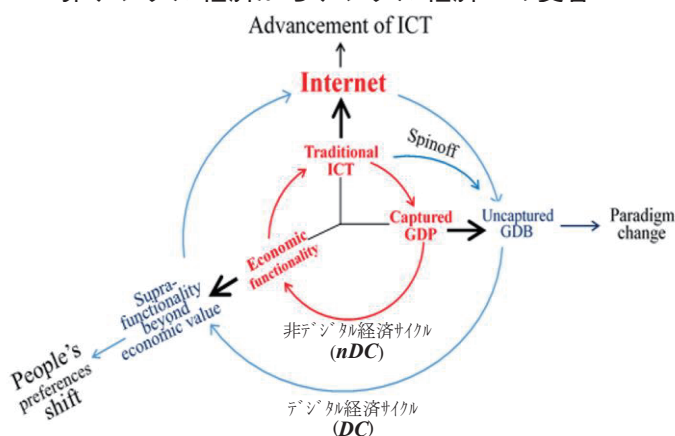 Advancement of ICT
Internet
Traditional
ICT
Spinoff
Captured
GDP
Uncaptured
GDB
Paradigm
change
Economic
functionality
Supra-
functionality
beyond
economic value
People's
preferences
shift
非ﾃﾞｼﾞﾀﾙ経済ｻｲｸﾙ
(nDC)
ﾃﾞｼﾞﾀﾙ経済ｻｲｸﾙ
(DC)